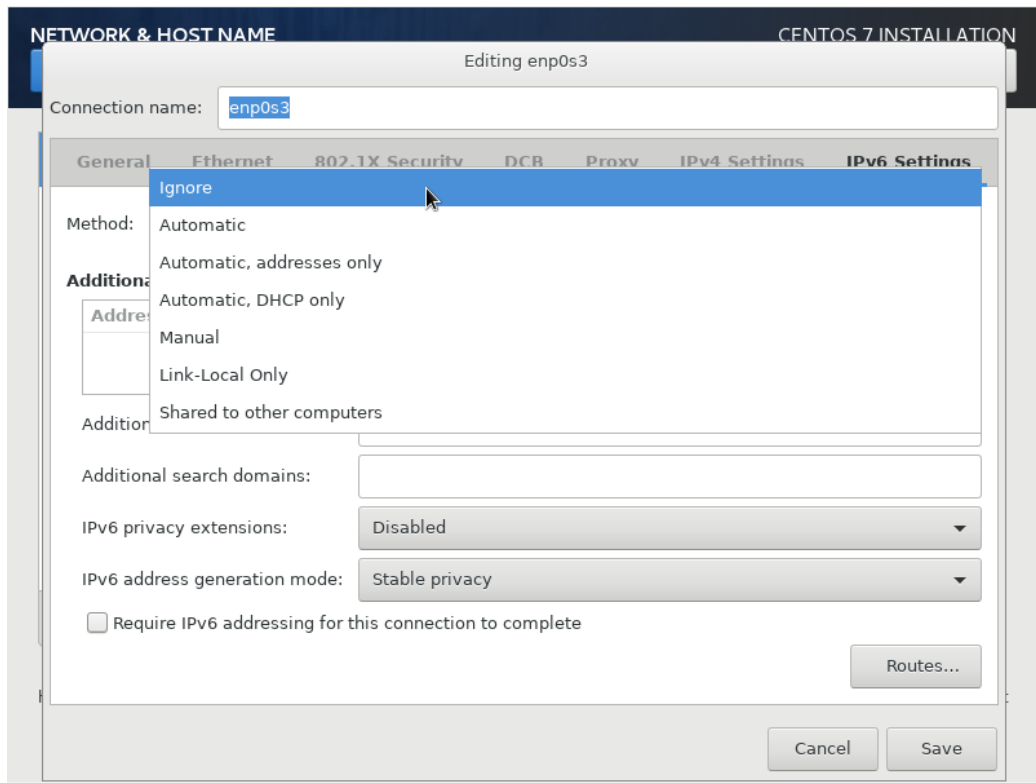 NETWORK & HOST NAME CENTOS 7 INSTALLATION
Editing enp0s3
Connection name: enp0s3
General Ethernet 802.1X Security DCB Proxy IPv4 Settings IPv6 Settings
Ignore
Method:
Automatic
Automatic, addresses only
Additiona
Automatic, DHCP only
Addres
Manual
Link-Local Only
Shared to other computers
Addition
Additional search domains:
IPv6 privacy extensions: Disabled
IPv6 address generation mode: Stable privacy
Require IPv6 addressing for this connection to complete
Routes...
Cancel Save